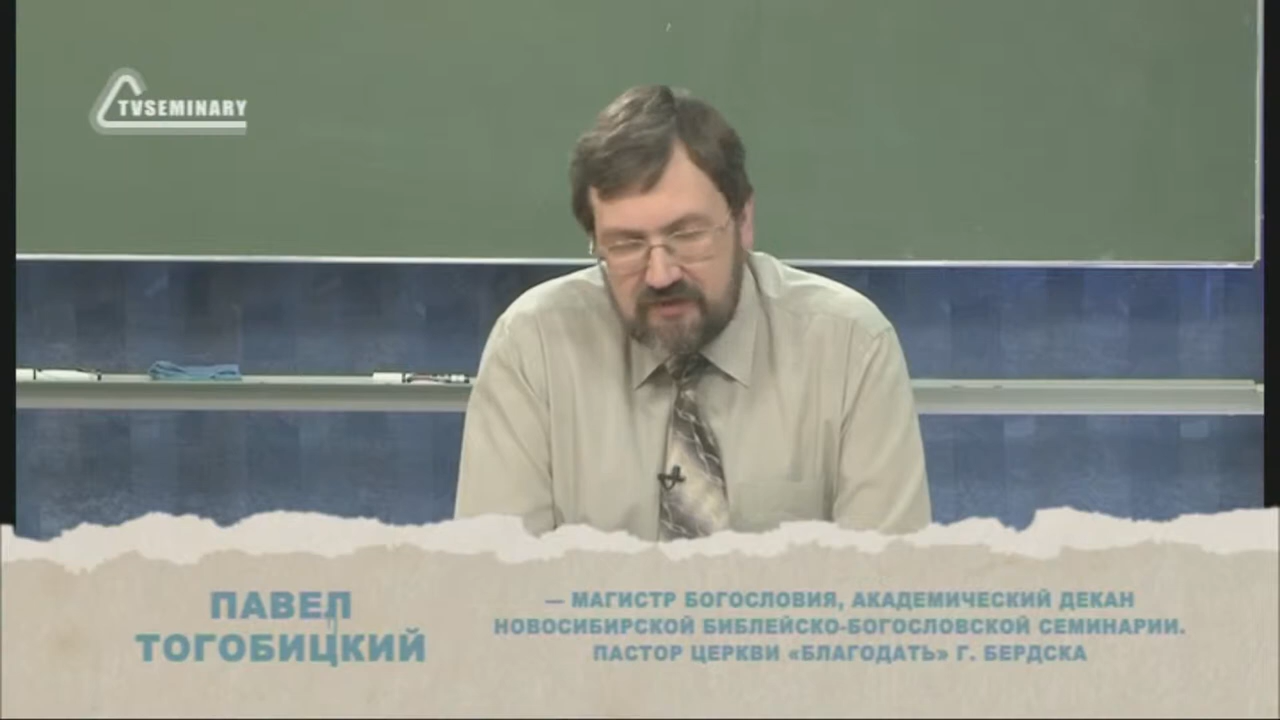 TVSEMINARY
ПАВЕЛ
ТОГОБИЦКИЙ
— МАГИСТР БОГОСЛОВИЯ, АКАДЕМИЧЕСКИЙ ДЕКАН
НОВОСИБИРСКОЙ БИБЛЕЙСКО-БОГОСЛОВСКОЙ СЕМИНАРИИ.
ПАСТОР ЦЕРКВИ «БЛАГОДАТЬ» Г. БЕРДСКА